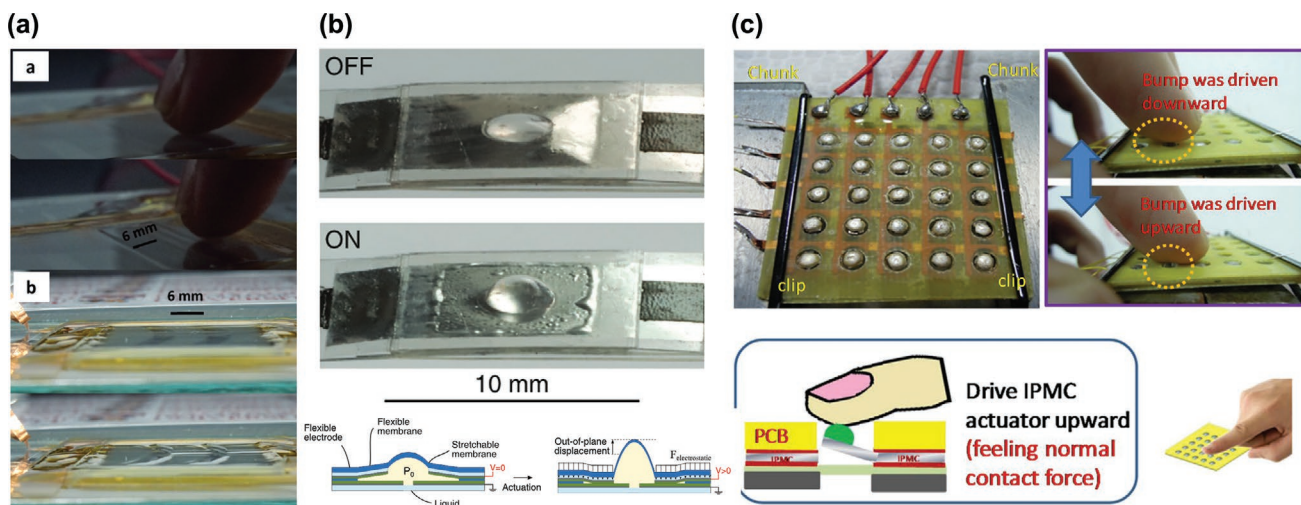 (a)
a
6 mm
b
6 mm
(b)
OFF
ON
10 mm
Flexible
electrode
Flexible
membrane
Stretchable
membrane
P₀
V=0
Liquid
Actuation
Out-of-plane
displacement
Felectrostatic
V>0
(c)
Chunk
Chunk
clip
clip
Bump was driven
downward
Bump was driven
upward
PCB
IPMC
IPMC
Drive IPMC
actuator upward
(feeling normal
contact force)